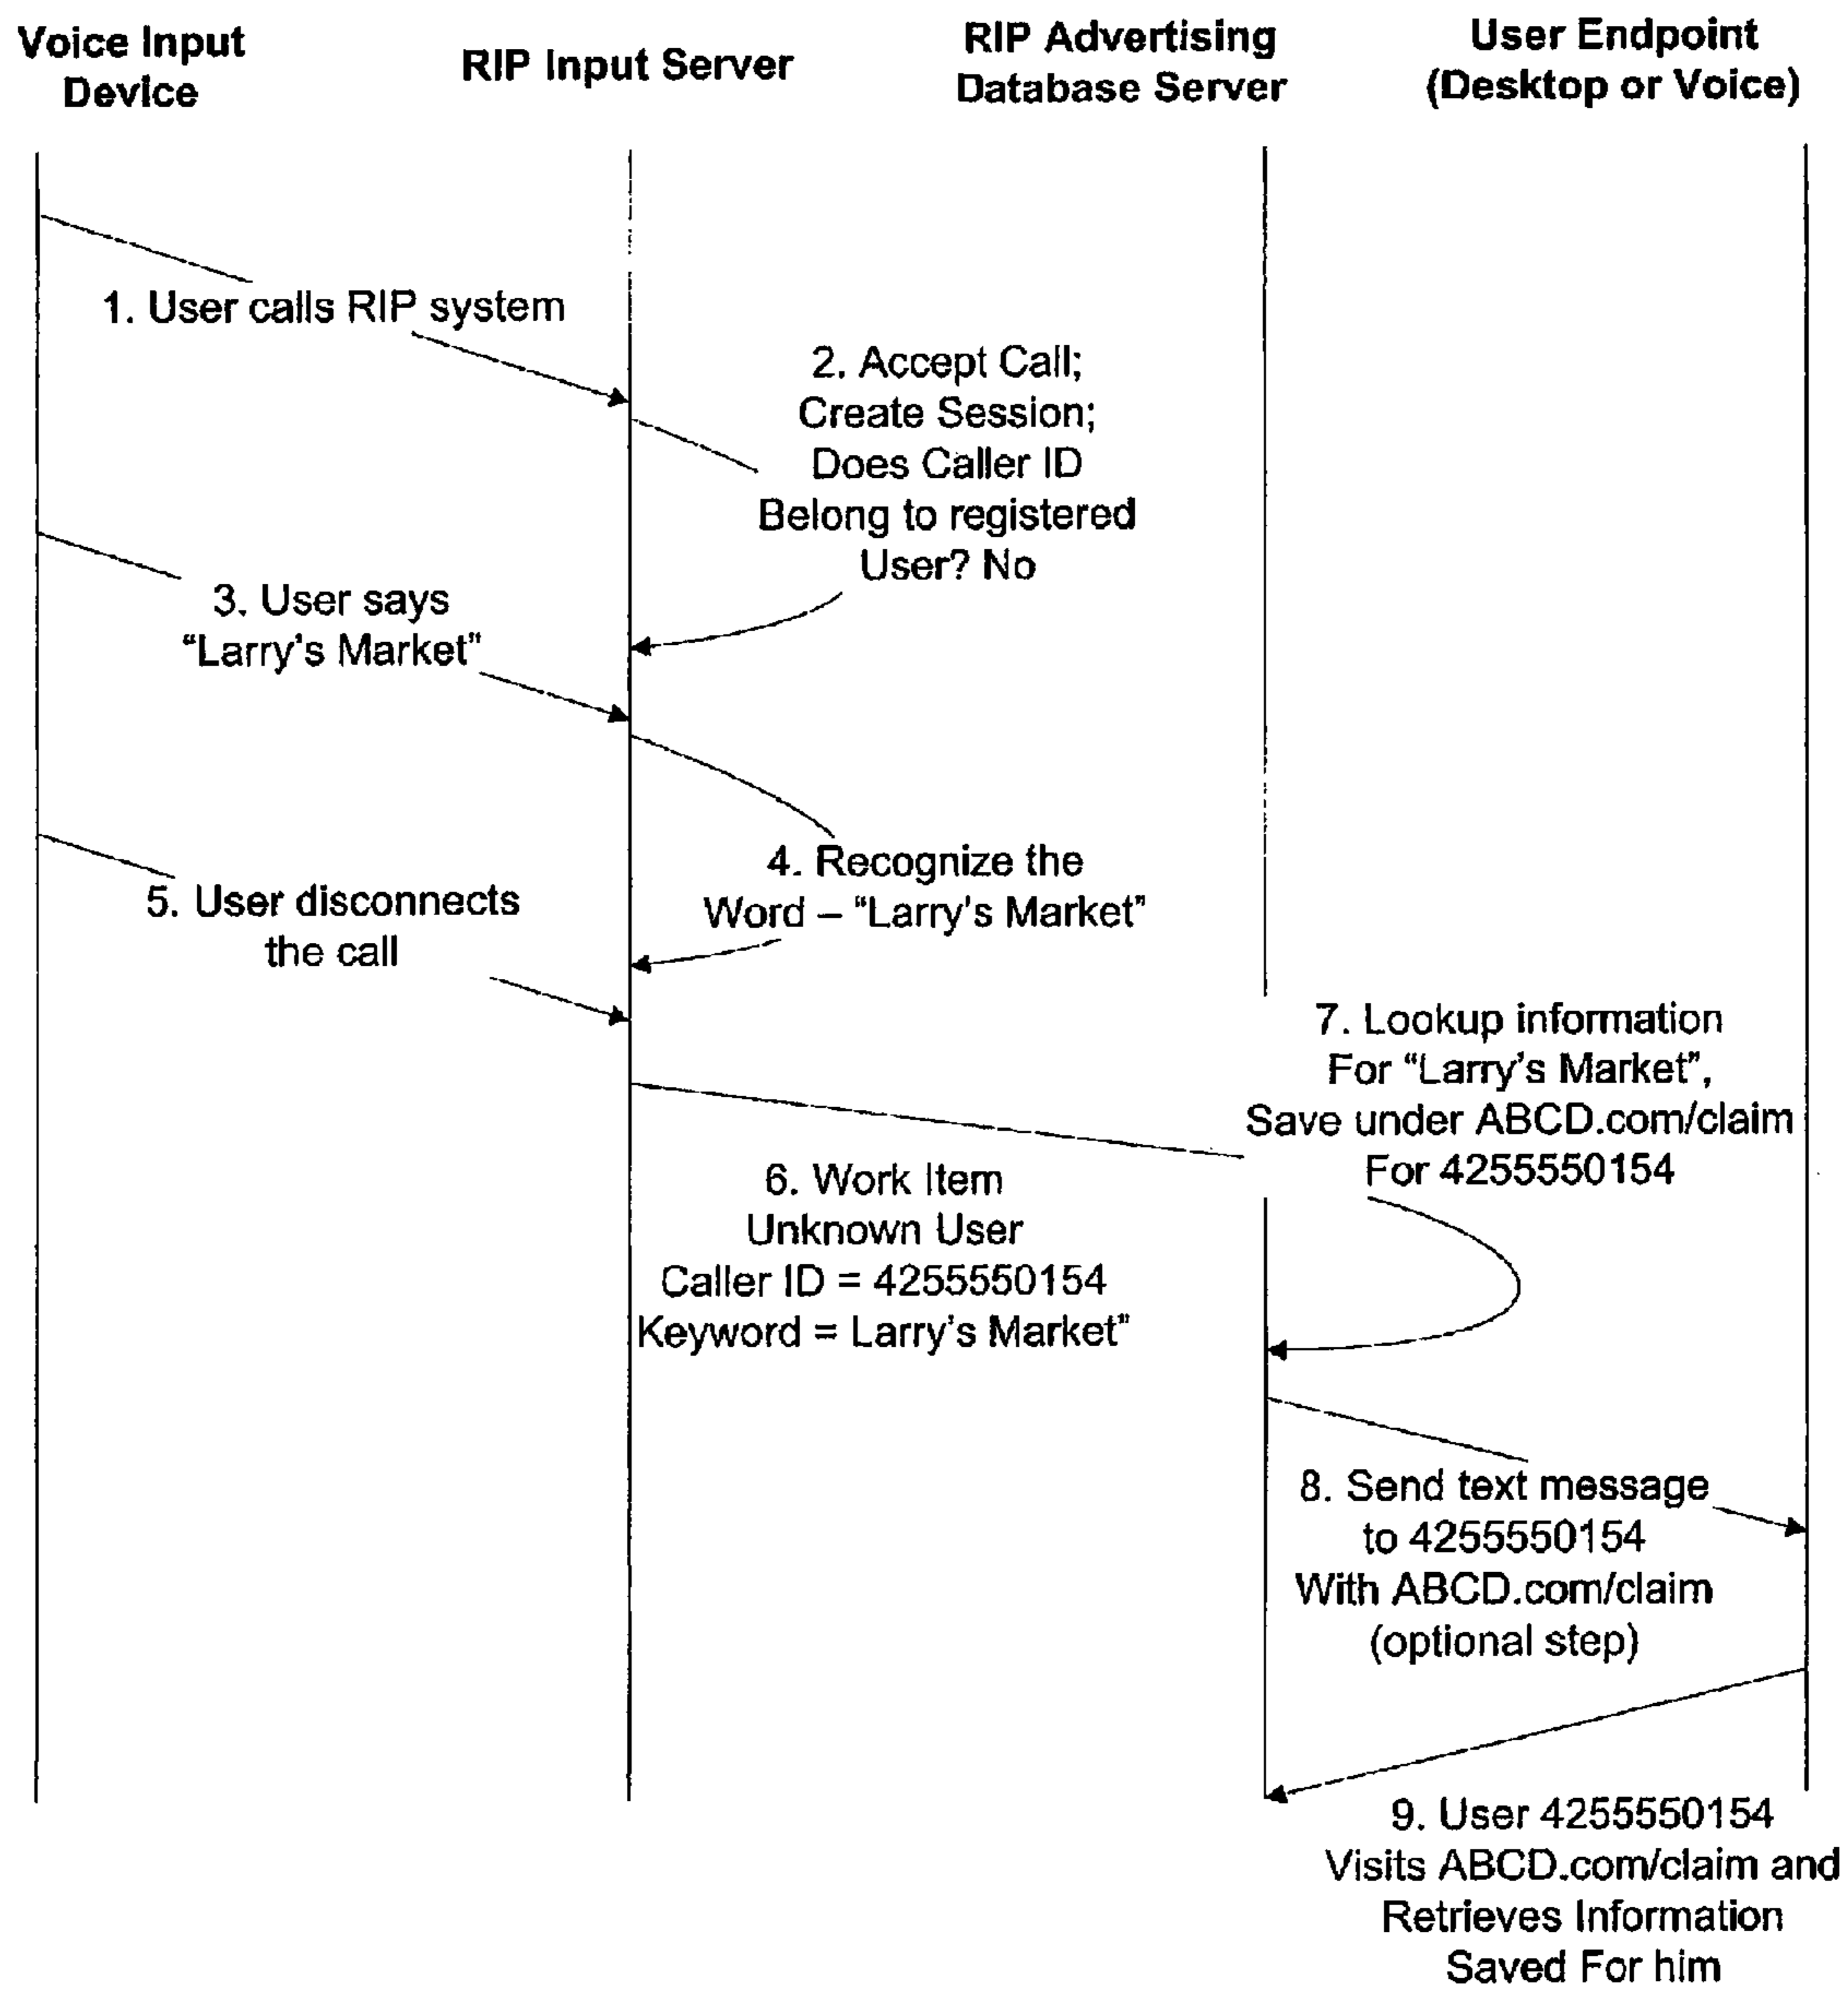 Voice Input
Device
RIP Input Server
RIP Advertising
Database Server
User Endpoint
(Desktop or Voice)
1. User calls RIP system
2. Accept Call;
Create Session;
Does Caller ID
Belong to registered
User? No
3. User says
“Larry’s Market”
4. Recognize the
Word – “Larry’s Market”
5. User disconnects
the call
6. Work Item
Unknown User
Caller ID = 4255550154
Keyword = Larry’s Market”
7. Lookup information
For “Larry’s Market”,
Save under ABCD.com/claim
For 4255550154
8. Send text message
to 4255550154
With ABCD.com/claim
(optional step)
9. User 4255550154
Visits ABCD.com/claim and
Retrieves Information
Saved For him